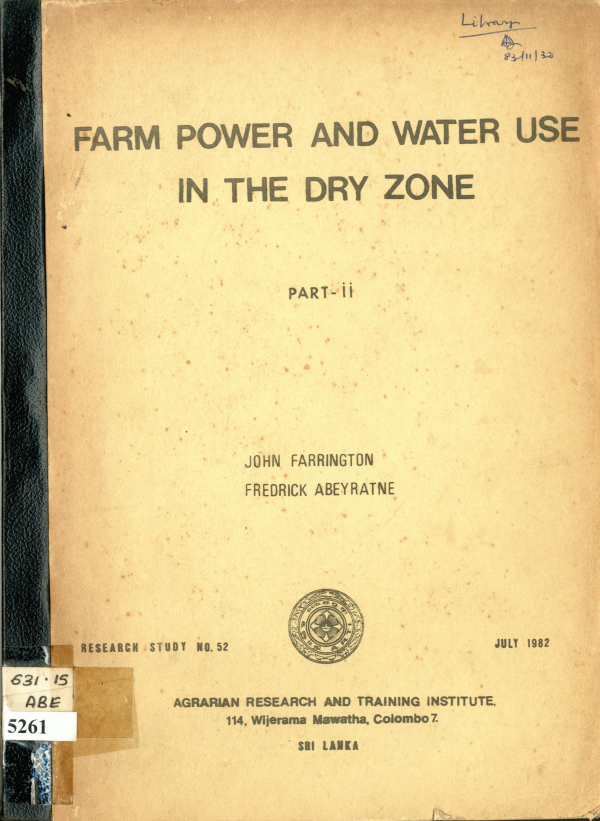 Library
83/11/30
FARM POWER AND WATER USE
IN THE DRY ZONE
PART-ii
JOHN FARRINGTON
FREDRICK ABEYRATNE
RESEARCH STUDY NO. 52
JULY 1982
631.15
ABE
5261
AGRARIAN RESEARCH AND TRAINING INSTITUTE,
114, Wijerama Mawatha, Colombo 7.
SRI LANKA